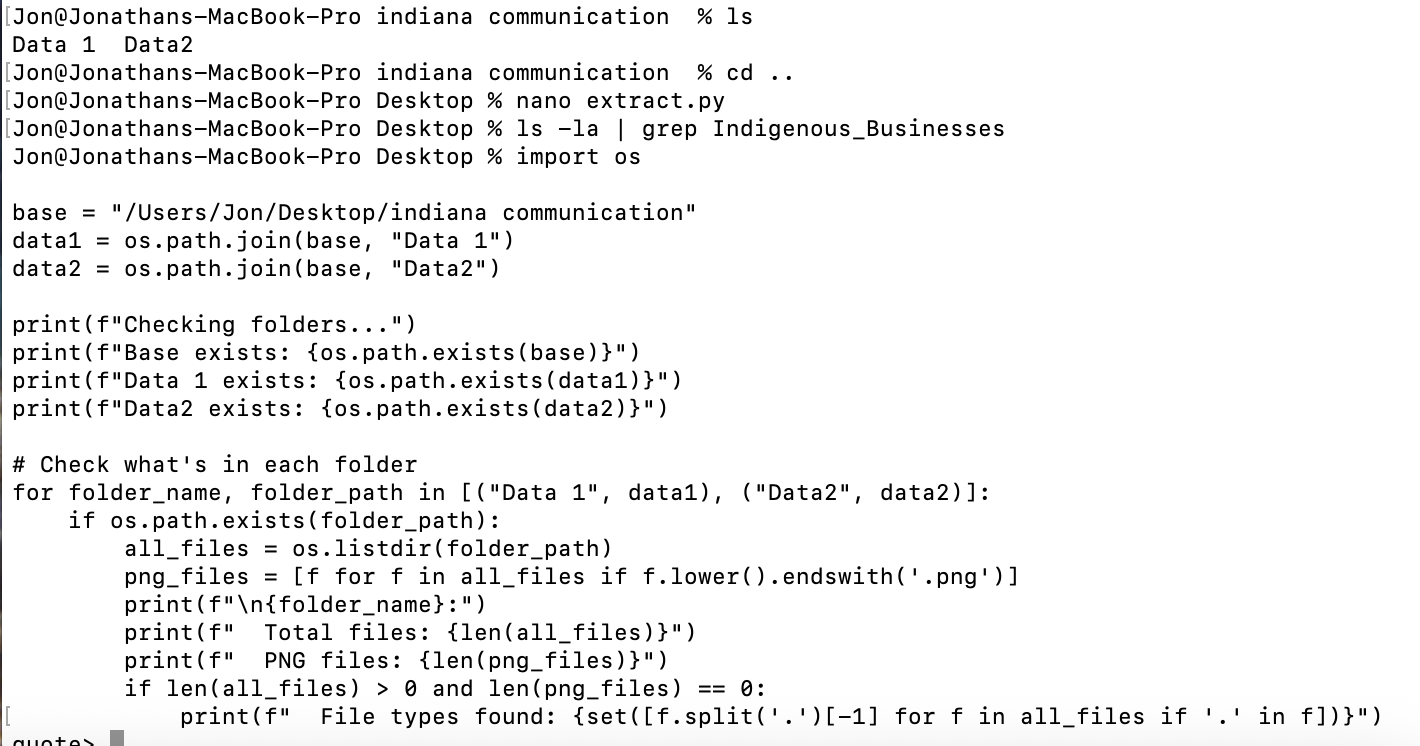 [Jon@Jonathans-MacBook-Pro indiana communication  % ls
Data 1  Data2
[Jon@Jonathans-MacBook-Pro indiana communication  % cd ..
[Jon@Jonathans-MacBook-Pro Desktop % nano extract.py
[Jon@Jonathans-MacBook-Pro Desktop % ls -la | grep Indigenous_Businesses
Jon@Jonathans-MacBook-Pro Desktop % import os

base = "/Users/Jon/Desktop/indiana communication"
data1 = os.path.join(base, "Data 1")
data2 = os.path.join(base, "Data2")

print(f"Checking folders...")
print(f"Base exists: {os.path.exists(base)}")
print(f"Data 1 exists: {os.path.exists(data1)}")
print(f"Data2 exists: {os.path.exists(data2)}")

# Check what's in each folder
for folder_name, folder_path in [("Data 1", data1), ("Data2", data2)]:
    if os.path.exists(folder_path):
        all_files = os.listdir(folder_path)
        png_files = [f for f in all_files if f.lower().endswith('.png')]
        print(f"\n{folder_name}:")
        print(f"  Total files: {len(all_files)}")
        print(f"  PNG files: {len(png_files)}")
        if len(all_files) > 0 and len(png_files) == 0:
[            print(f"  File types found: {set([f.split('.')[-1] for f in all_files if '.' in f])}")
quote>